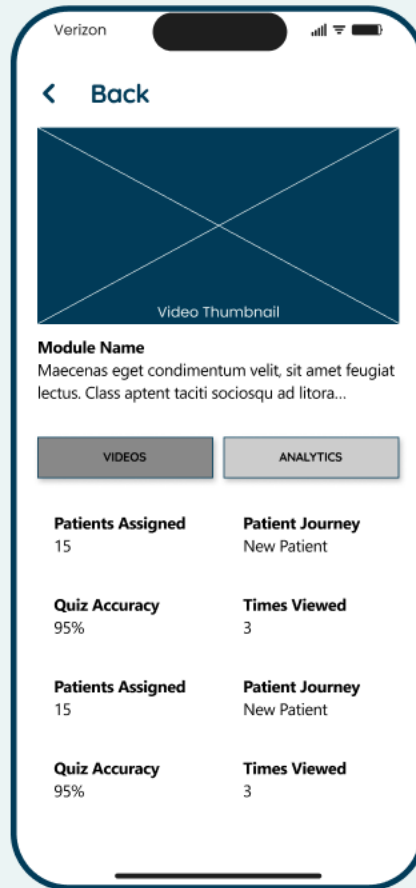 Verizon
Back
Video Thumbnail
Module Name
Maecenas eget condimentum velit, sit amet feugiat
lectus. Class aptent taciti sociosqu ad litora...
VIDEOS ANALYTICS
Patients Assigned Patient Journey
15 New Patient
Quiz Accuracy Times Viewed
95% 3
Patients Assigned Patient Journey
15 New Patient
Quiz Accuracy Times Viewed
95% 3